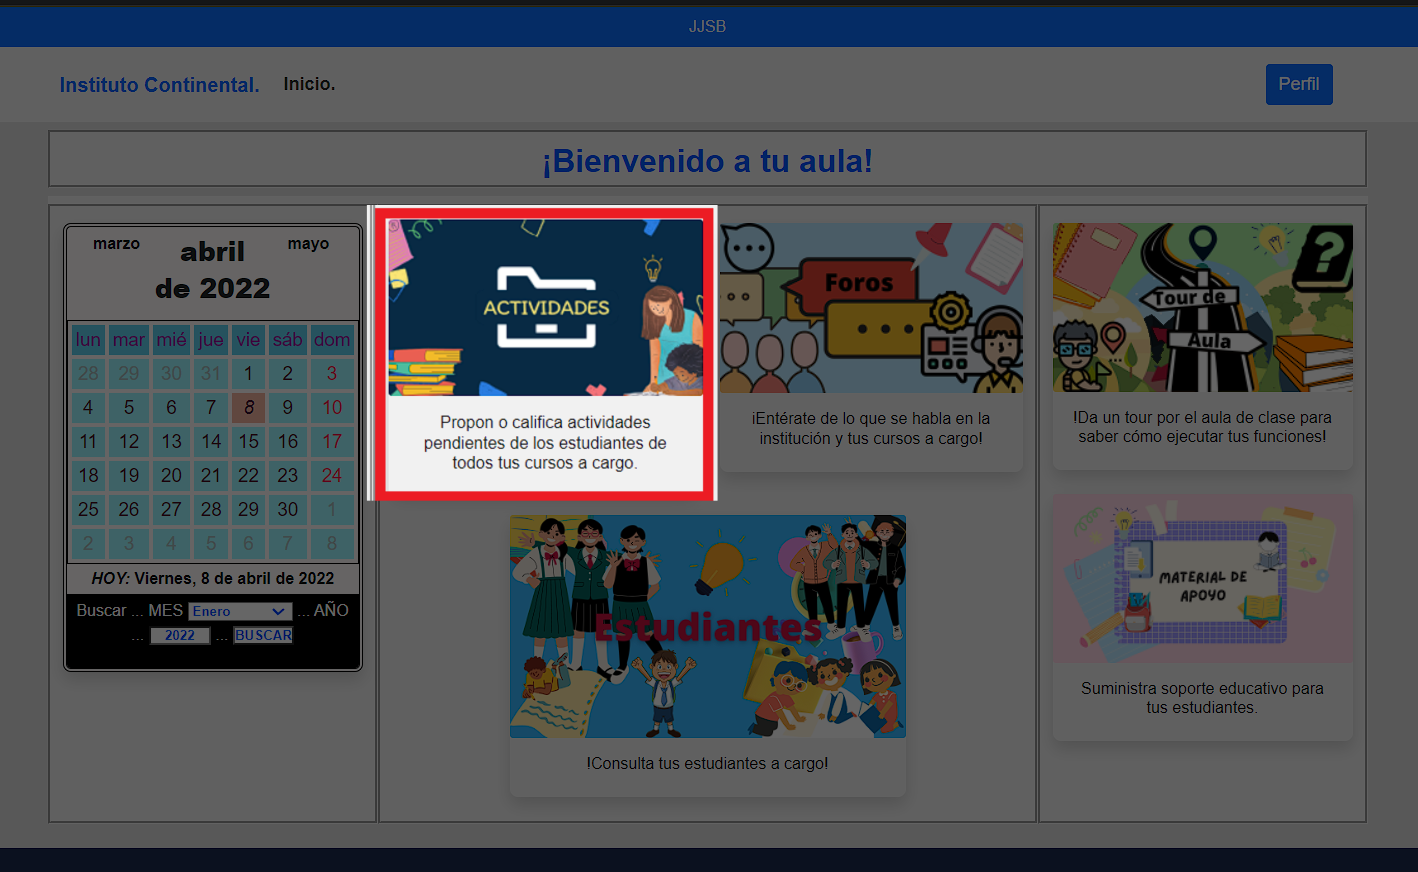 JJSB
Instituto Continental. Inicio. Perfil
¡Bienvenido a tu aula!
marzo abril mayo
de 2022
lun mar mié jue vie sáb dom
28 29 30 31 1 2 3
4 5 6 7 8 9 10
11 12 13 14 15 16 17
18 19 20 21 22 23 24
25 26 27 28 29 30 1
2 3 4 5 6 7 8
HOY: Viernes, 8 de abril de 2022
Buscar ... MES Enero ... AÑO
... 2022 ... BUSCAR
ACTIVIDADES
Propon o califica actividades
pendientes de los estudiantes de
todos tus cursos a cargo.
Foros
¡Entérate de lo que se habla en la
institución y tus cursos a cargo!
Estudiantes
!Consulta tus estudiantes a cargo!
Tour de
Aula
!Da un tour por el aula de clase para
saber cómo ejecutar tus funciones!
MATERIAL DE
APOYO
Suministra soporte educativo para
tus estudiantes.